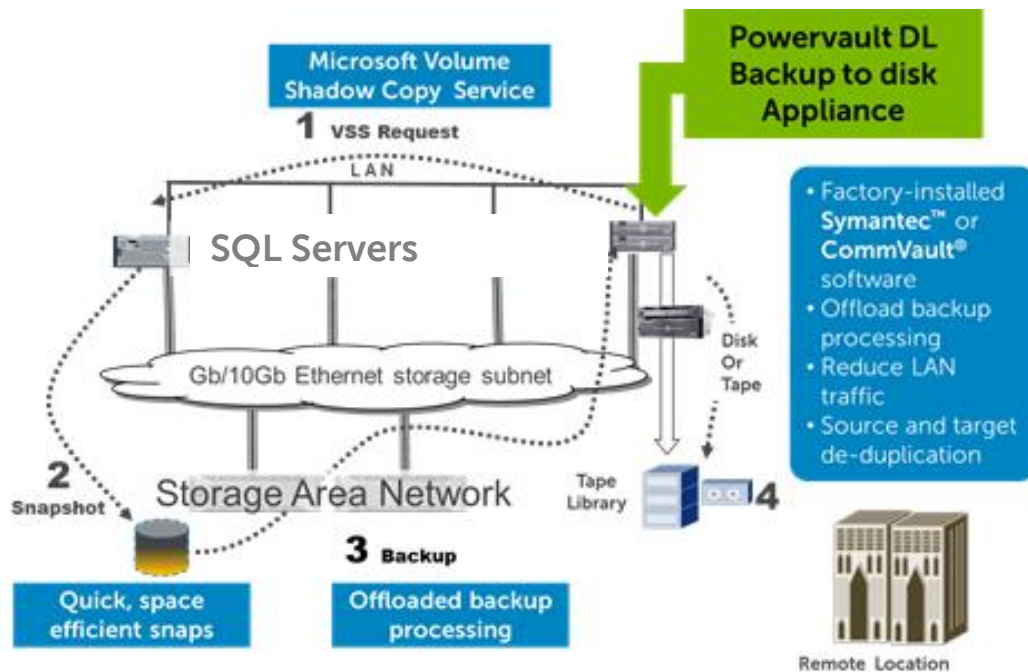 Powervault DL
Backup to disk
Appliance
Microsoft Volume
Shadow Copy Service
1 VSS Request
LAN
SQL Servers
• Factory-installed
Symantec™ or
CommVault®
software
• Offload backup
processing
• Reduce LAN
traffic
• Source and target
de-duplication
Disk
Or
Tape
Gb/10Gb Ethernet storage subnet
2
Snapshot
Storage Area Network
Tape
Library
4
3 Backup
Quick, space
efficient snaps
Offloaded backup
processing
Remote Location